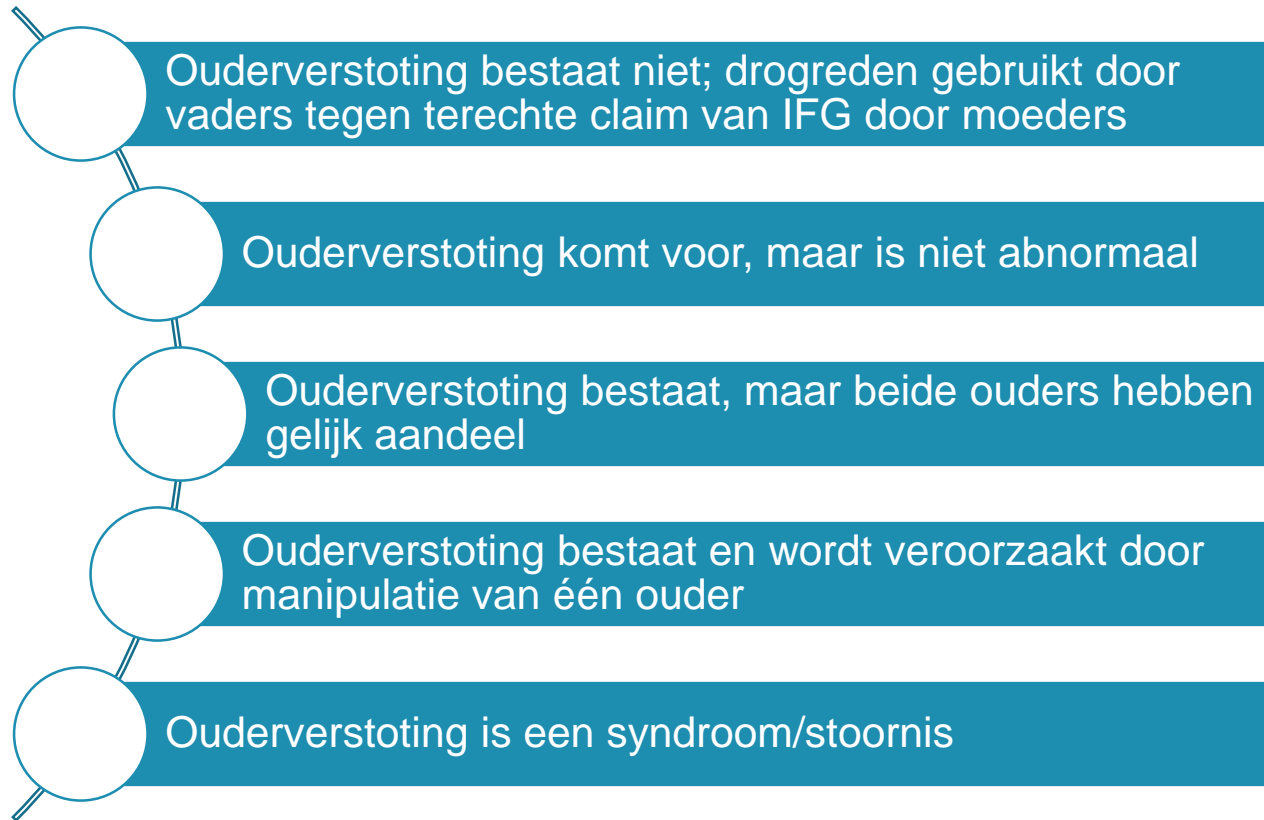 Ouderverstoting bestaat niet; drogreden gebruikt door
vaders tegen terechte claim van IFG door moeders
Ouderverstoting komt voor, maar is niet abnormaal
Ouderverstoting bestaat, maar beide ouders hebben
gelijk aandeel
Ouderverstoting bestaat en wordt veroorzaakt door
manipulatie van één ouder
Ouderverstoting is een syndroom/stoornis